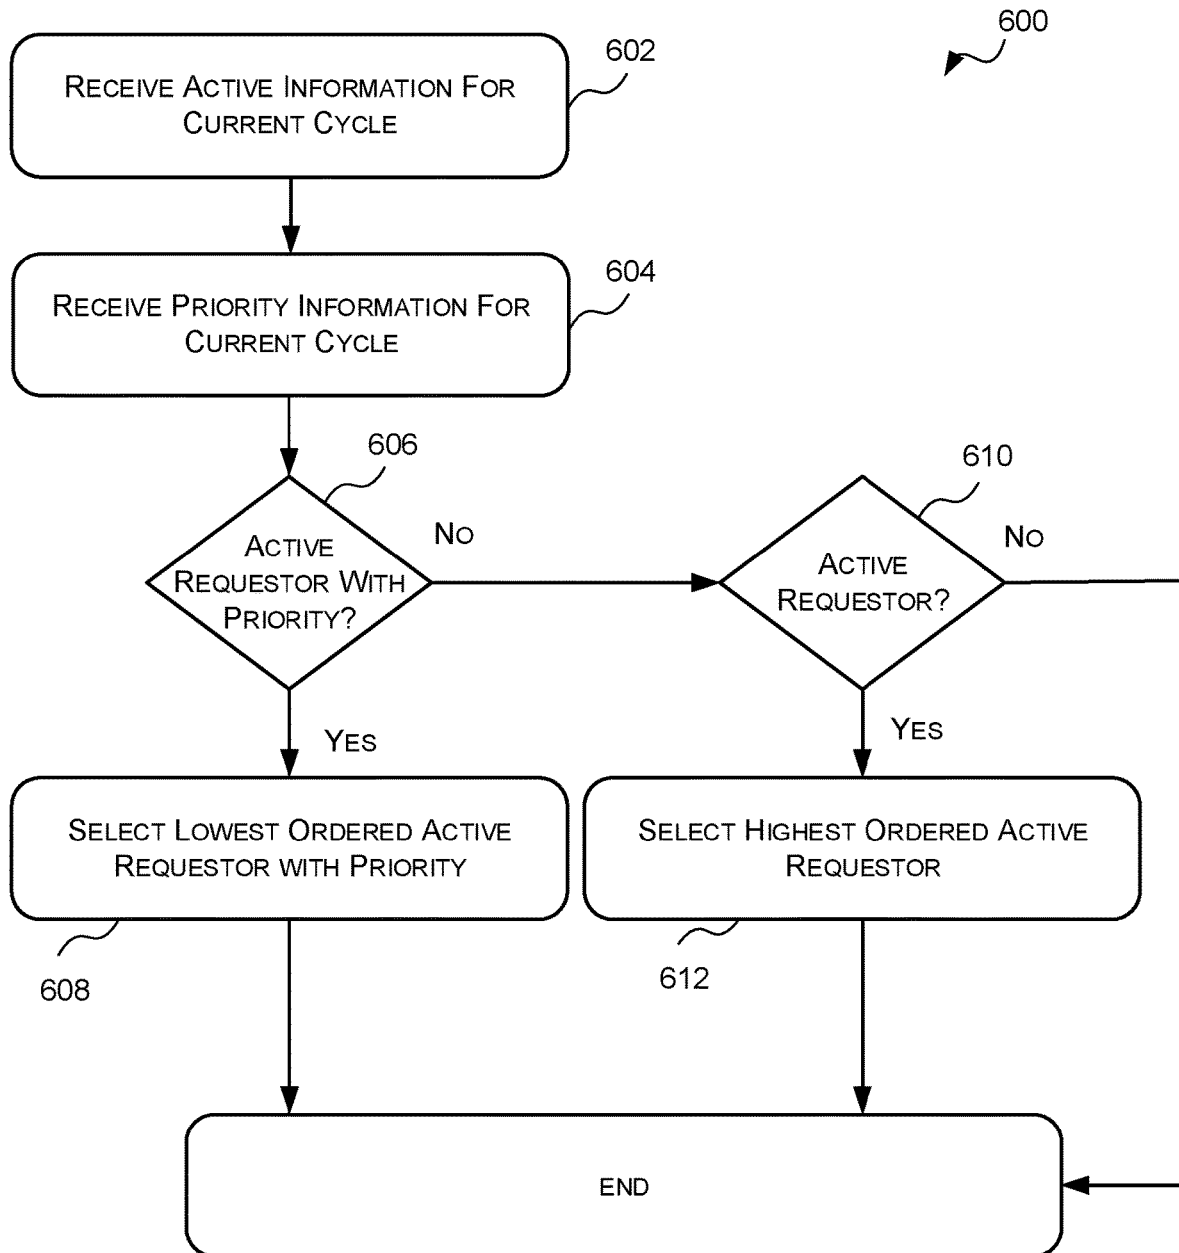 600
602
RECEIVE ACTIVE INFORMATION FOR
CURRENT CYCLE
604
RECEIVE PRIORITY INFORMATION FOR
CURRENT CYCLE
606
ACTIVE
REQUESTOR WITH
PRIORITY?
NO
610
ACTIVE
REQUESTOR?
NO
YES
YES
SELECT LOWEST ORDERED ACTIVE
REQUESTOR WITH PRIORITY
608
SELECT HIGHEST ORDERED ACTIVE
REQUESTOR
612
END